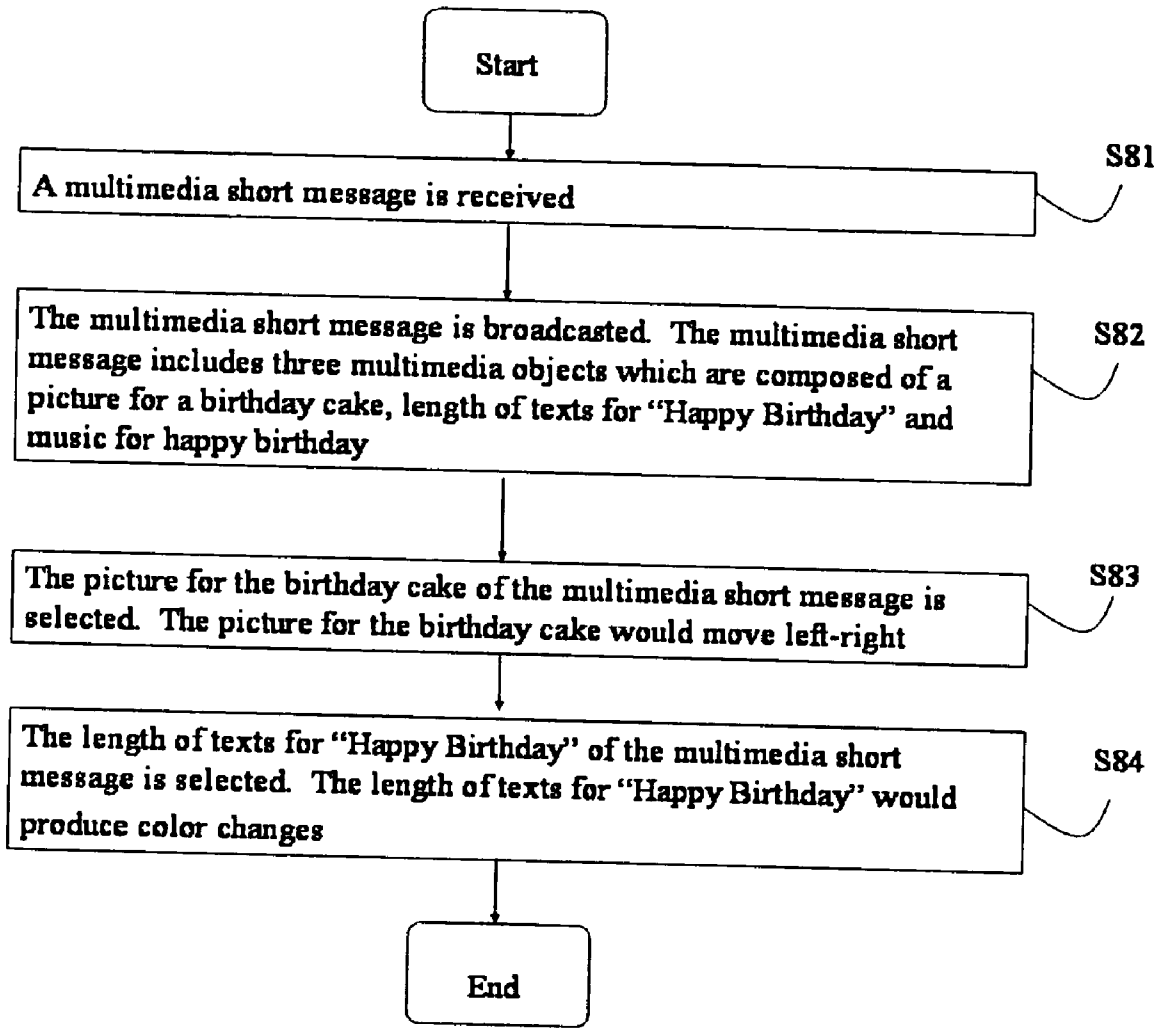 Start
S81
A multimedia short message is received
The multimedia short message is broadcasted. The multimedia short
S82
message includes three multimedia objects which are composed of a
picture for a birthday cake, length of texts for “Happy Birthday” and
music for happy birthday
S83
The picture for the birthday cake of the multimedia short message is
selected. The picture for the birthday cake would move left-right
The length of texts for “Happy Birthday” of the multimedia short
S84
message is selected. The length of texts for “Happy Birthday” would
produce color changes
End